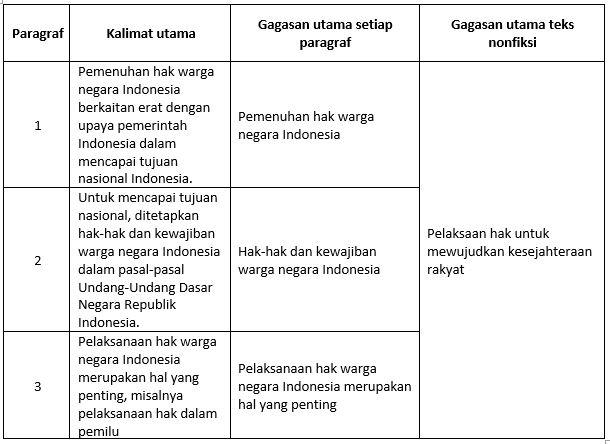 Paragraf
Kalimat utama
Gagasan utama setiap
paragraf
Gagasan utama teks
nonfiksi
1
Pemenuhan hak warga
negara Indonesia
berkaitan erat dengan
upaya pemerintah
Indonesia dalam
mencapai tujuan
nasional Indonesia.
Pemenuhan hak warga
negara Indonesia
Pelaksaan hak untuk
mewujudkan kesejahteraan
rakyat
2
Untuk mencapai tujuan
nasional, ditetapkan
hak-hak dan kewajiban
warga negara Indonesia
dalam pasal-pasal
Undang-Undang Dasar
Negara Republik
Indonesia.
Hak-hak dan kewajiban
warga negara Indonesia
3
Pelaksanaan hak warga
negara Indonesia
merupakan hal yang
penting, misalnya
pelaksanaan hak dalam
pemilu
Pelaksanaan hak warga
negara Indonesia merupakan
hal yang penting